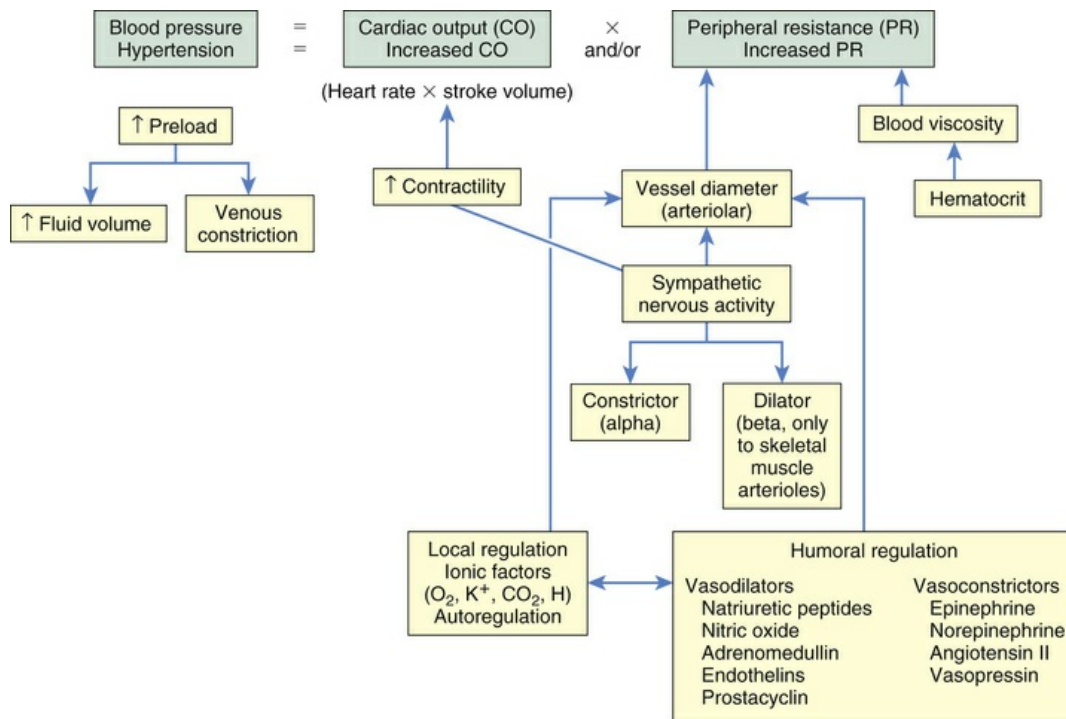 Blood pressure = Cardiac output (CO) × Peripheral resistance (PR)
Hypertension = Increased CO and/or Increased PR
(Heart rate × stroke volume)
↑ Preload
↑ Fluid volume
Venous
constriction
↑ Contractility
Vessel diameter
(arteriolar)
Blood viscosity
Hematocrit
Sympathetic
nervous activity
Constrictor
(alpha)
Dilator
(beta, only
to skeletal
muscle
arterioles)
Local regulation
Ionic factors
(O₂, K⁺, CO₂, H)
Autoregulation
Humoral regulation
Vasodilators
Natriuretic peptides
Nitric oxide
Adrenomedullin
Endothelins
Prostacyclin
Vasoconstrictors
Epinephrine
Norepinephrine
Angiotensin II
Vasopressin